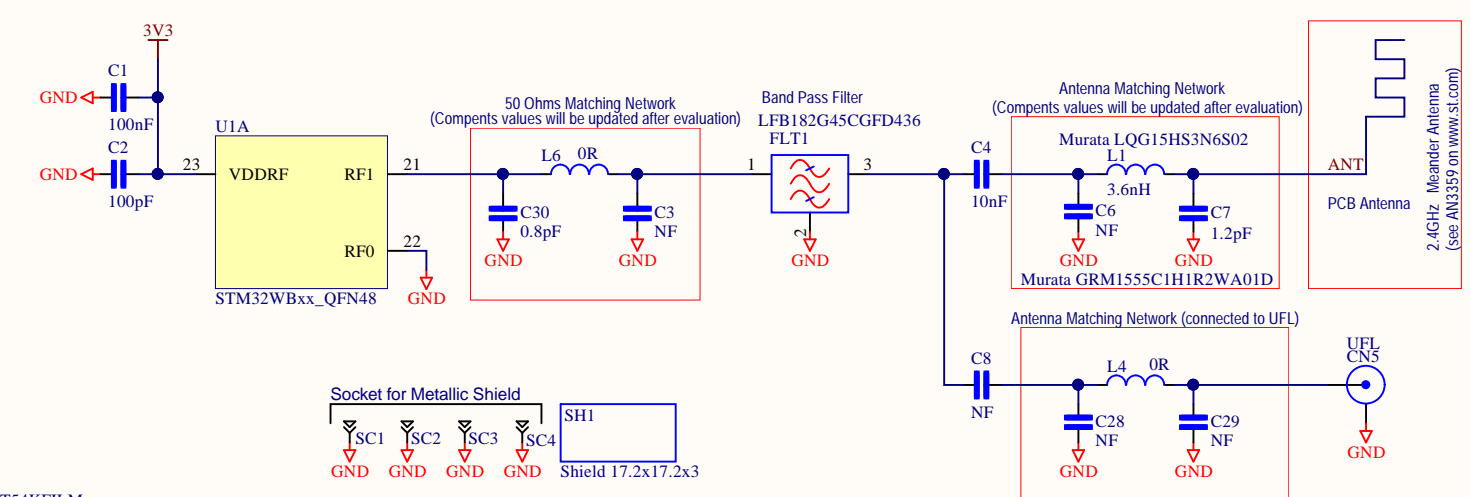 3V3
C1
GND
100nF
C2
GND
100pF
U1A
23
VDDRF
RF1
21
RF0
22
GND
STM32WBxx_QFN48
50 Ohms Matching Network
(Compents values will be updated after evaluation)
L6 0R
C30
0.8pF
GND
C3
NF
GND
Band Pass Filter
LFB182G45CGFD436
FLT1
1
3
2
GND
C4
10nF
Antenna Matching Network
(Compents values will be updated after evaluation)
Murata LQG15HS3N6S02
L1
3.6nH
C6
NF
GND
C7
1.2pF
GND
Murata GRM1555C1H1R2WA01D
ANT
PCB Antenna
2.4GHz Meander Antenna
(see AN3359 on www.st.com)
Antenna Matching Network (connected to UFL)
C8
NF
L4 0R
C28
NF
GND
C29
NF
GND
UFL
CN5
GND
Socket for Metallic Shield
SC1
SC2
SC3
SC4
GND
GND
GND
GND
SH1
Shield 17.2x17.2x3